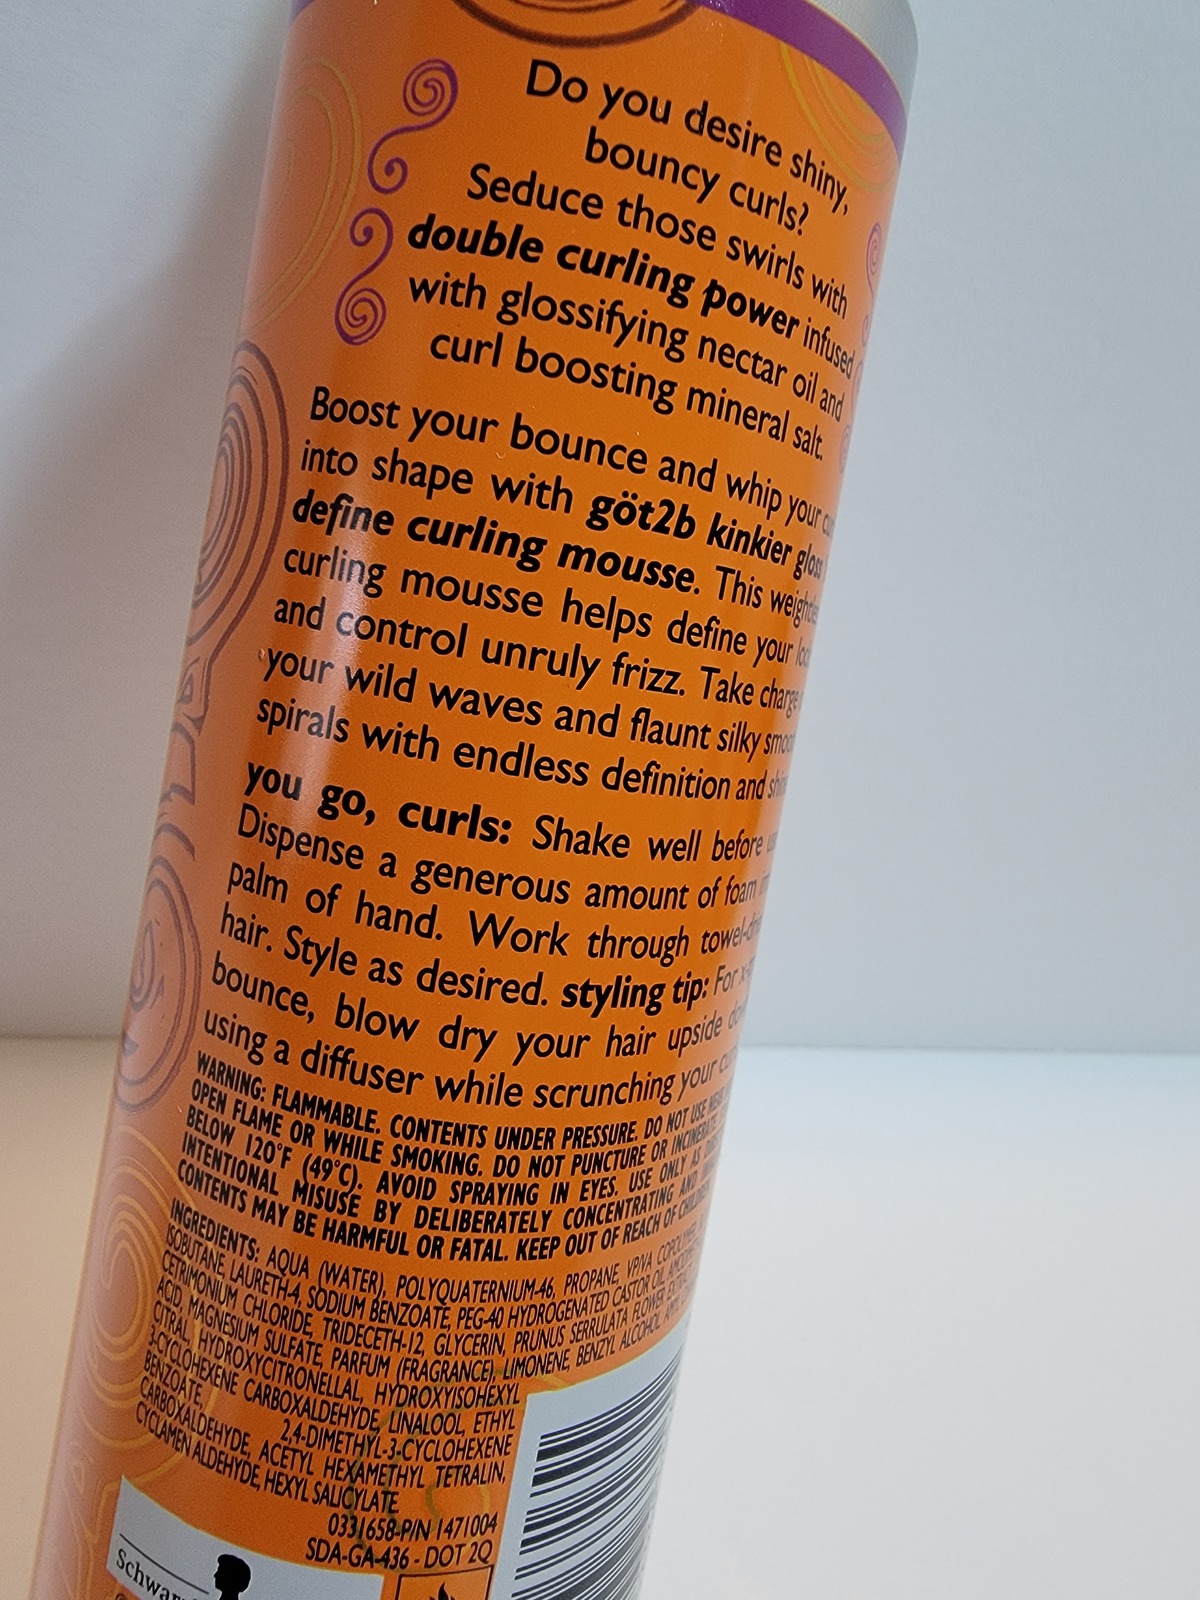 Do you desire shiny,
bouncy curls?
Seduce those swirls with
double curling power infused
with glossifying nectar oil and
curl boosting mineral salt.
Boost your bounce and whip your
into shape with göt2b kinkier gloss
define curling mousse. This
curling mousse helps define your
and control unruly frizz. Take charge
your wild waves and flaunt silky
spirals with endless definition and
you go, curls: Shake well before
Dispense a generous amount of foam
palm of hand. Work through
hair. Style as desired. styling tip: For
bounce, blow dry your hair upside
using a diffuser while scrunching your
WARNING: FLAMMABLE. CONTENTS UNDER PRESSURE. DO NOT USE NEAR
OPEN FLAME OR WHILE SMOKING. DO NOT PUNCTURE OR INCINERATE
BELOW 120°F (49°C). AVOID SPRAYING IN EYES. USE ONLY AS
INTENTIONAL MISUSE BY DELIBERATELY CONCENTRATING AND
CONTENTS MAY BE HARMFUL OR FATAL. KEEP OUT OF REACH OF
INGREDIENTS: AQUA (WATER), POLYQUATERNIUM-46, PROPANE, VP/VA COPOLYMER,
ISOBUTANE, LAURETH-4, SODIUM BENZOATE, PEG-40 HYDROGENATED CASTOR OIL,
CETRIMONIUM CHLORIDE, TRIDECETH-12, GLYCERIN, PRUNUS SERRULATA FLOWER
ACID, MAGNESIUM SULFATE, PARFUM (FRAGRANCE), LIMONENE, BENZYL ALCOHOL,
CITRAL, HYDROXYCITRONELLAL, HYDROXYISOHEXYL
3-CYCLOHEXENE CARBOXALDEHYDE, LINALOOL, ETHYL
BENZOATE, 2,4-DIMETHYL-3-CYCLOHEXENE
CARBOXALDEHYDE, ACETYL HEXAMETHYL TETRALIN,
CYCLAMEN ALDEHYDE, HEXYL SALICYLATE
0331658-P/N 1471004
SDA-GA-436 - DOT 2Q